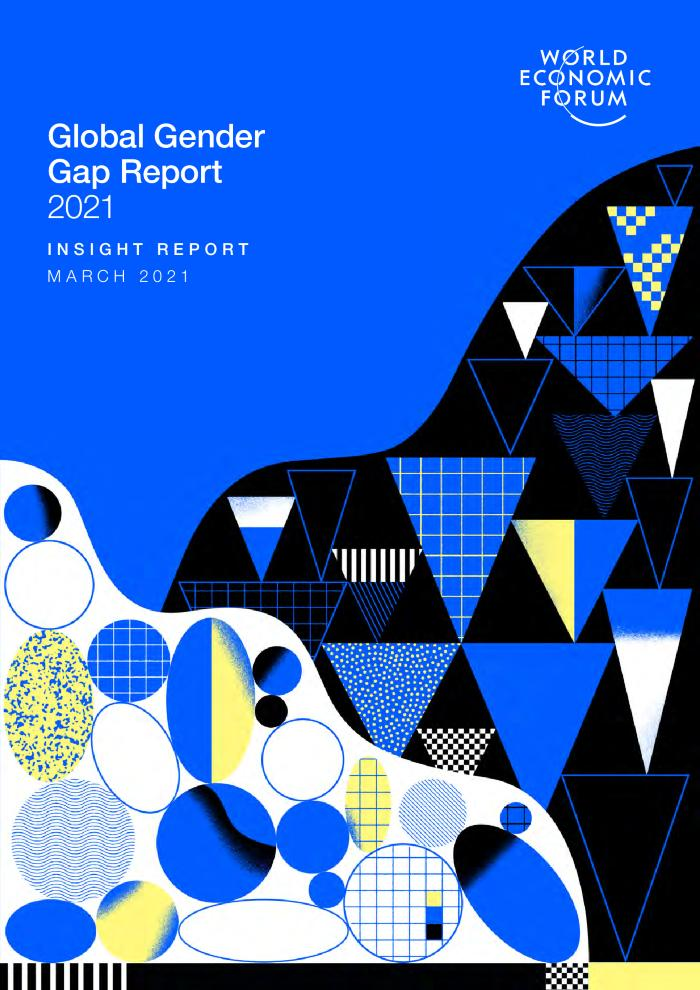 WORLD
ECONOMIC
FORUM
Global Gender
Gap Report
2021
INSIGHT REPORT
MARCH 2021